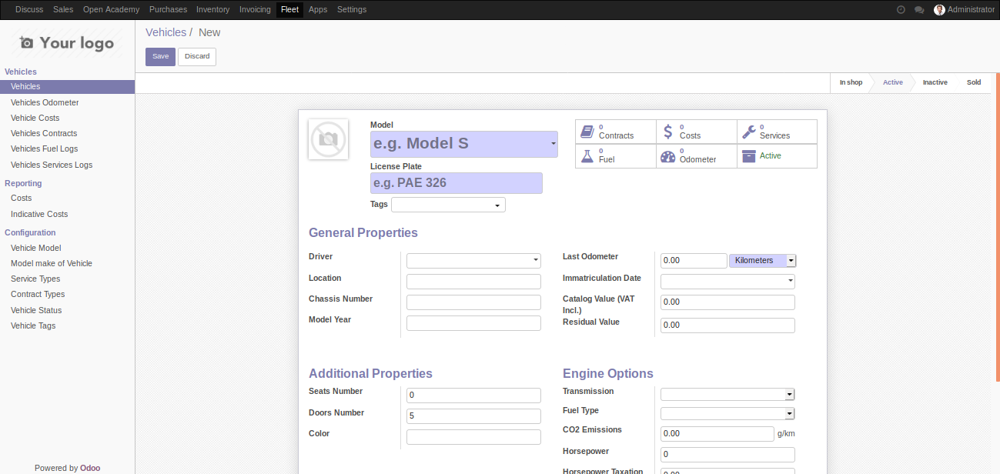 Discuss Sales Open Academy Purchases Inventory Invoicing Fleet Apps Settings Administrator
Your logo
Vehicles
Vehicles
Vehicles Odometer
Vehicle Costs
Vehicles Contracts
Vehicles Fuel Logs
Vehicles Services Logs
Reporting
Costs
Indicative Costs
Configuration
Vehicle Model
Model make of Vehicle
Service Types
Contract Types
Vehicle Status
Vehicle Tags
Powered by Odoo
Vehicles / New
Save Discard
In shop Active Inactive Sold
Model
e.g. Model S
License Plate
e.g. PAE 326
Tags
0
Contracts
0
Costs
0
Services
0
Fuel
0
Odometer
Active
General Properties
Driver
Location
Chassis Number
Model Year
Last Odometer 0.00 Kilometers
Immatriculation Date
Catalog Value (VAT
Incl.) 0.00
Residual Value 0.00
Additional Properties
Seats Number 0
Doors Number 5
Color
Engine Options
Transmission
Fuel Type
CO2 Emissions 0.00 g/km
Horsepower 0
Horsepower Taxation 0.00